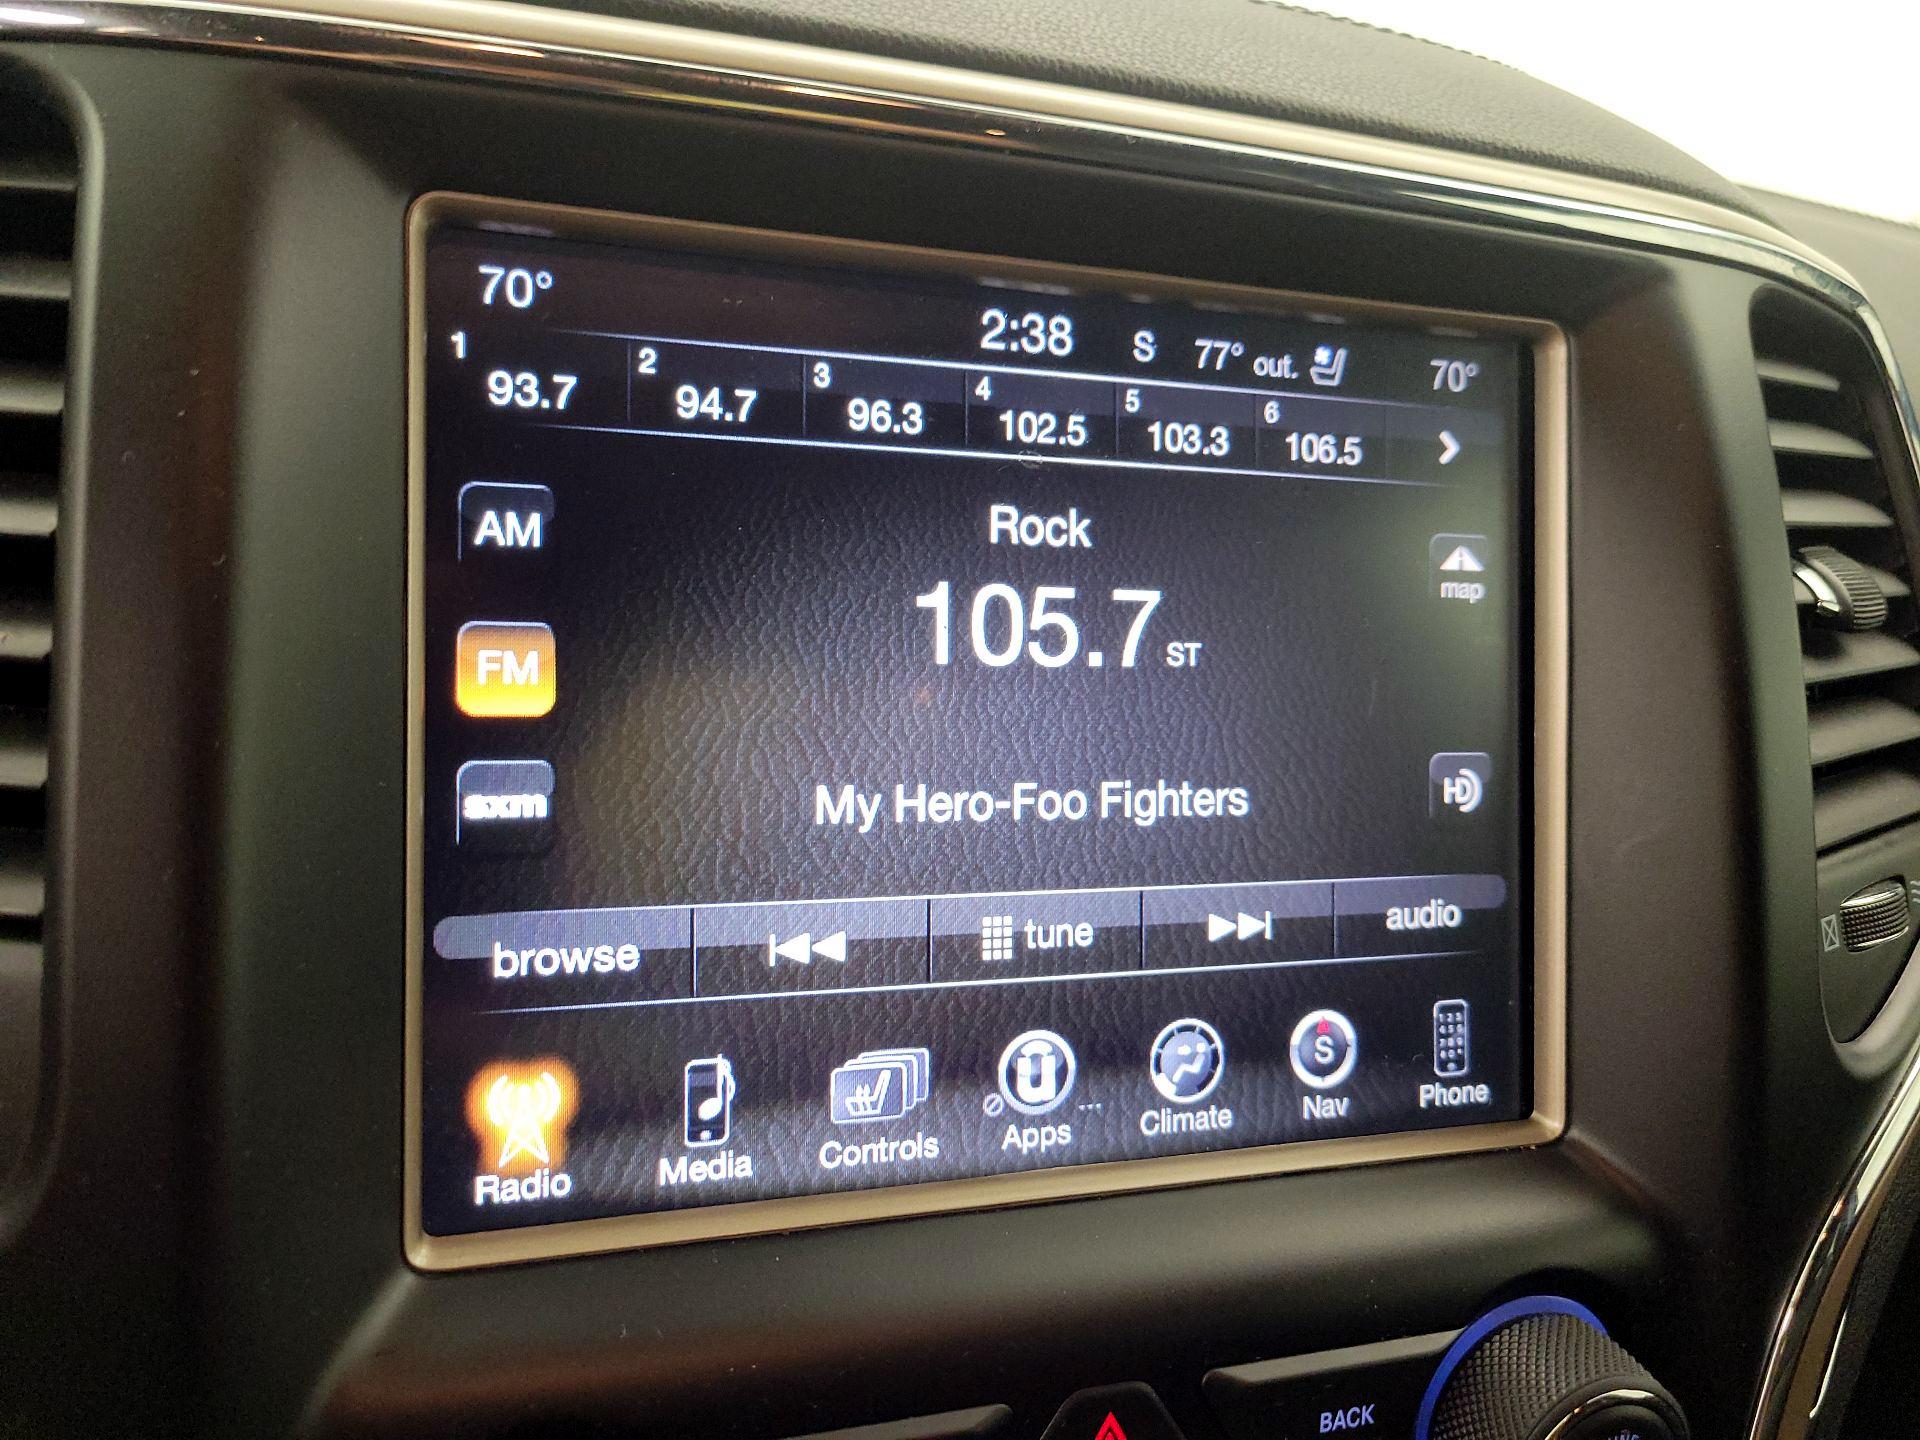 70°
2:38 S 77° out. 70°
1 93.7 2 94.7 3 96.3 4 102.5 5 103.3 6 106.5
AM
Rock
map
105.7 ST
FM
sxm
My Hero-Foo Fighters
HD
browse tune audio
Radio Media Controls Apps ... Climate S Nav Phone
BACK